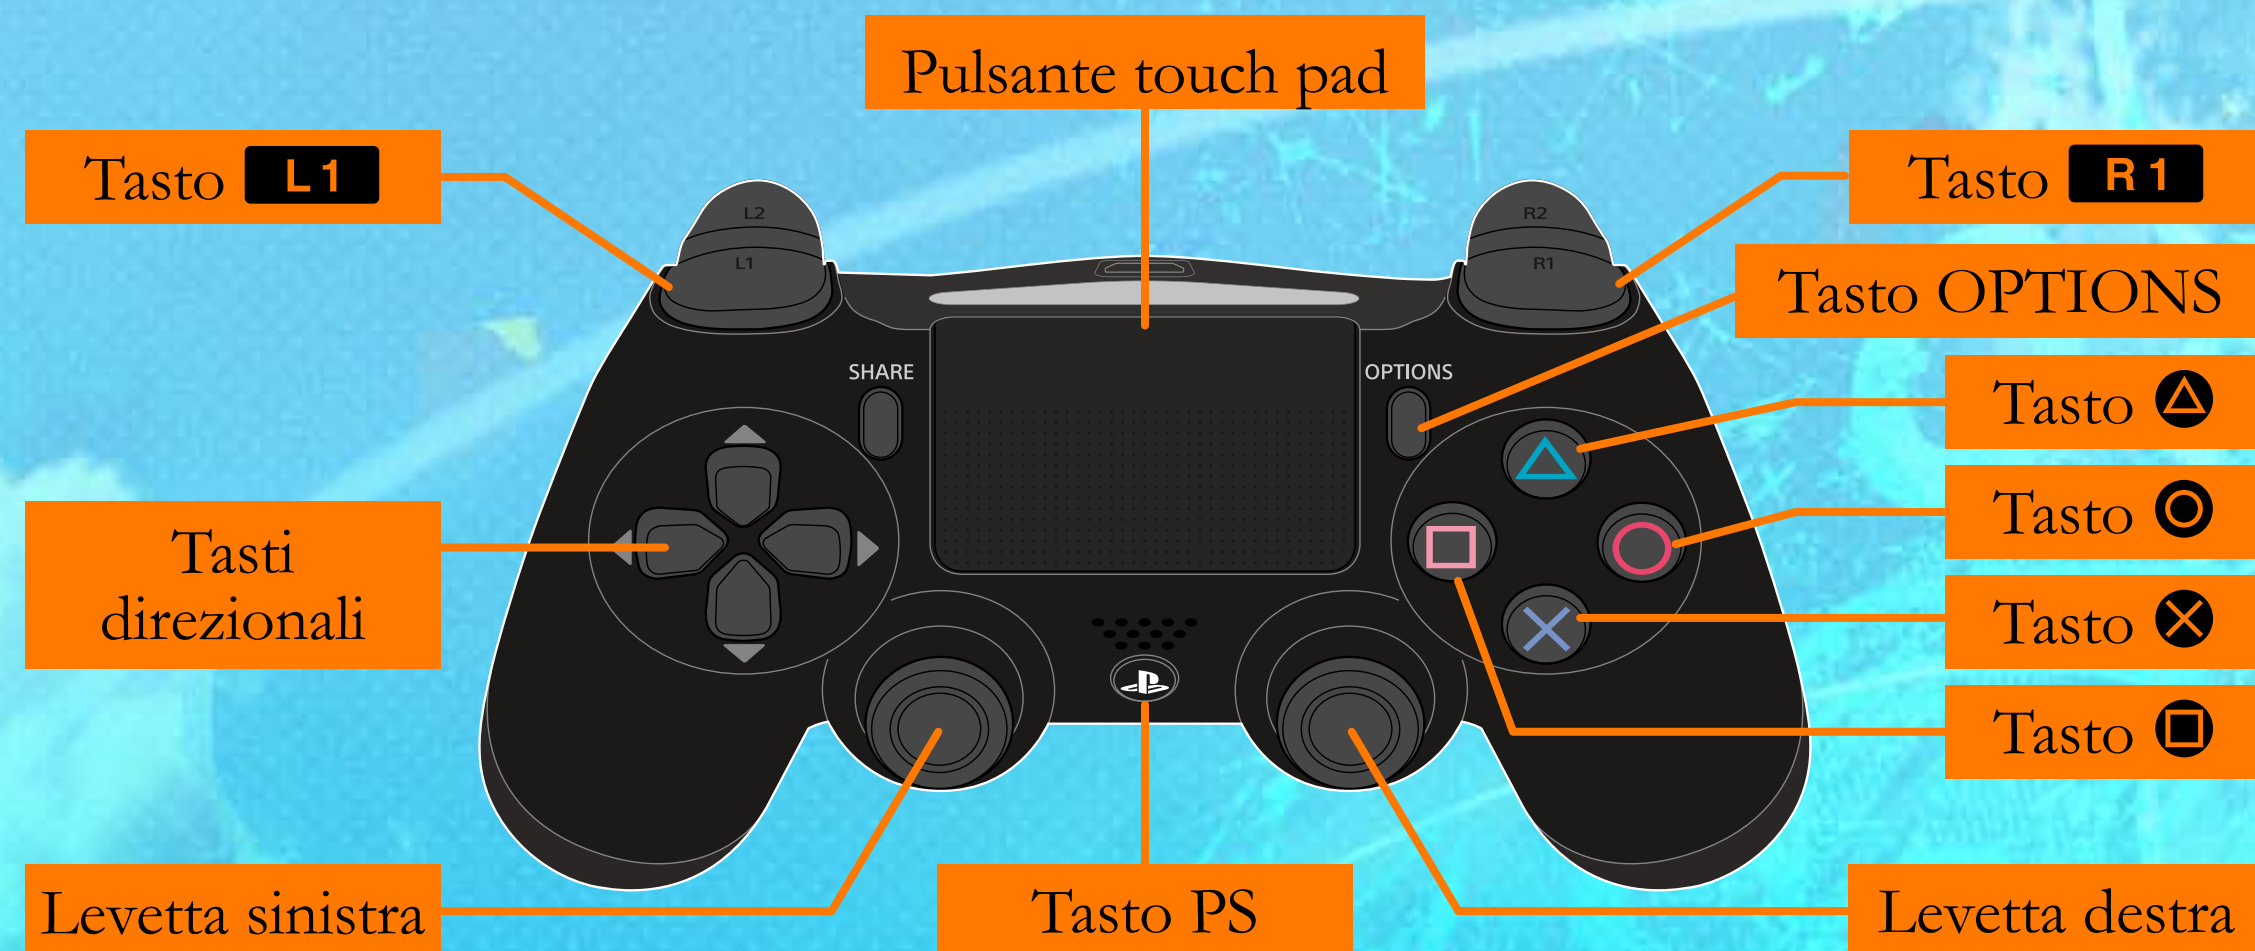 Pulsante touch pad
Tasto L1
Tasto R1
L2
R2
L1
R1
Tasto OPTIONS
SHARE
OPTIONS
Tasto △
Tasto ○
Tasti
direzionali
Tasto ✕
Tasto □
Levetta sinistra
Tasto PS
Levetta destra